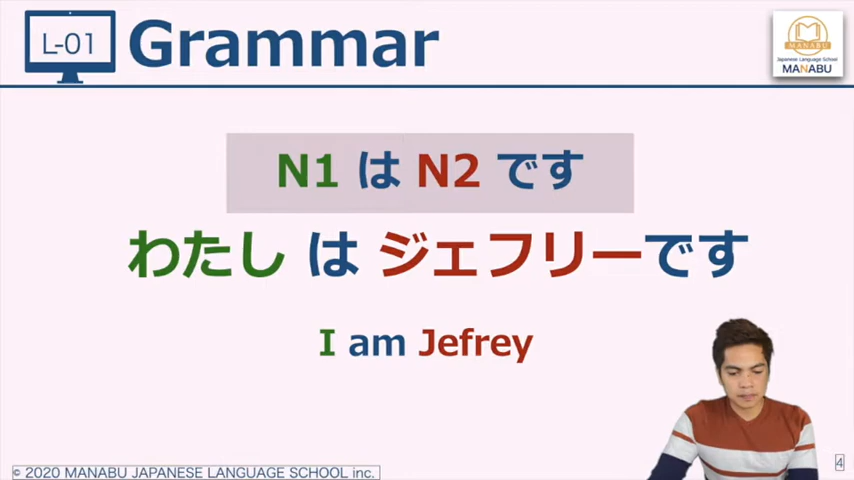 L-01
Grammar
MANABU
Japanese Language School
MANABU
N1 は N2 です
わたし は ジェフリーです
I am Jefrey
© 2020 MANABU JAPANESE LANGUAGE SCHOOL inc.
4